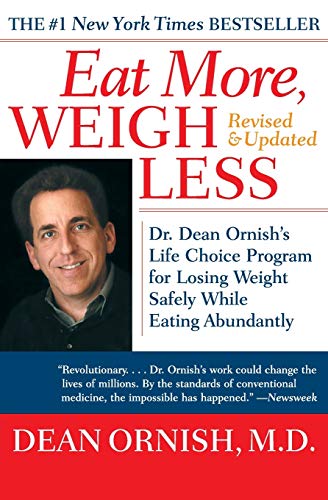 THE #1 New York Times BESTSELLER
Eat More,
WEIGH
Revised
& Updated
LESS
Dr. Dean Ornish's
Life Choice Program
for Losing Weight
Safely While
Eating Abundantly
"Revolutionary. . . . Dr. Ornish's work could change the
lives of millions. By the standards of conventional
medicine, the impossible has happened." —Newsweek
DEAN ORNISH, M.D.